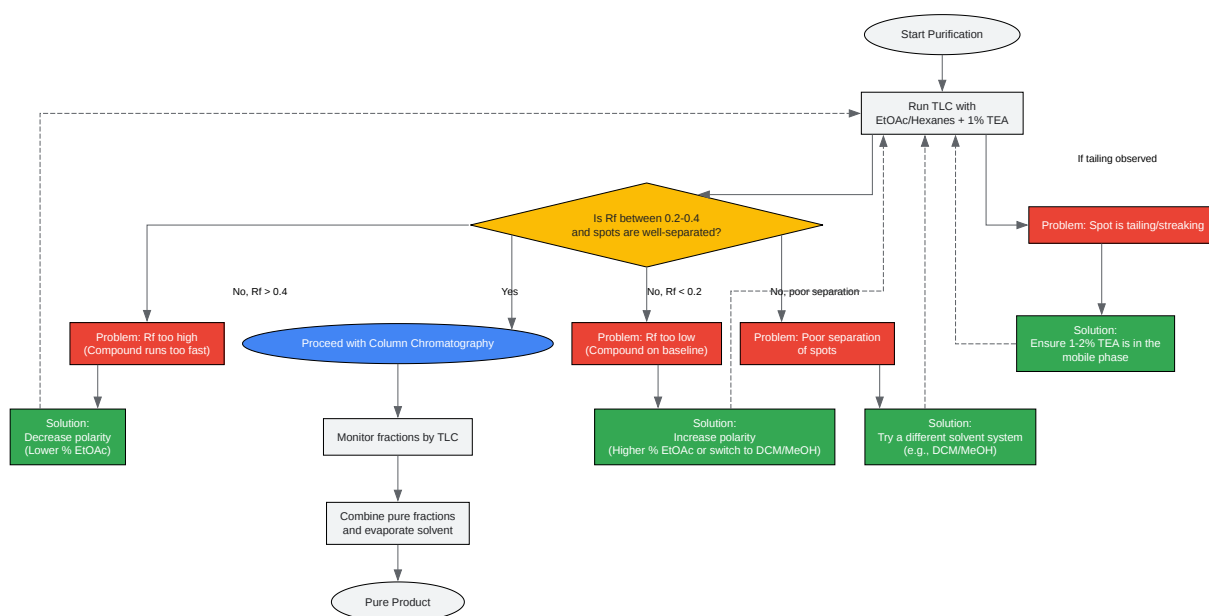 Start Purification
Run TLC with
EtOAc/Hexanes + 1% TEA
If tailing observed
Is Rf between 0.2-0.4
and spots are well-separated?
Problem: Spot is tailing/streaking
No, Rf > 0.4
Yes
No, Rf < 0.2
No, poor separation
Problem: Rf too high
(Compound runs too fast)
Proceed with Column Chromatography
Problem: Rf too low
(Compound on baseline)
Problem: Poor separation
of spots
Solution:
Ensure 1-2% TEA is in the
mobile phase
Solution:
Decrease polarity
(Lower % EtOAc)
Monitor fractions by TLC
Solution:
Increase polarity
(Higher % EtOAc or switch to DCM/MeOH)
Solution:
Try a different solvent system
(e.g., DCM/MeOH)
Combine pure fractions
and evaporate solvent
Pure Product